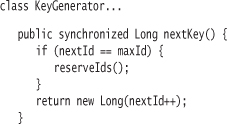 class KeyGenerator...
public synchronized Long nextKey() {
if (nextId == maxId) {
reserveIds();
}
return new Long(nextId++);
}